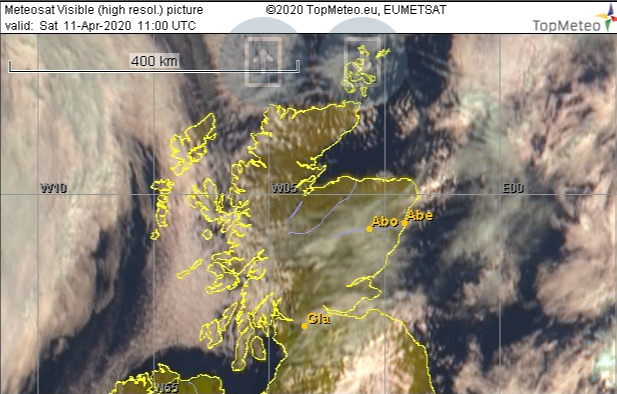 Meteosat Visible (high resol.) picture ©2020 TopMeteo.eu, EUMETSAT
valid: Sat 11-Apr-2020 11:00 UTC TopMeteo
400 km
W10 W05 E00
Abo Abe
Gla